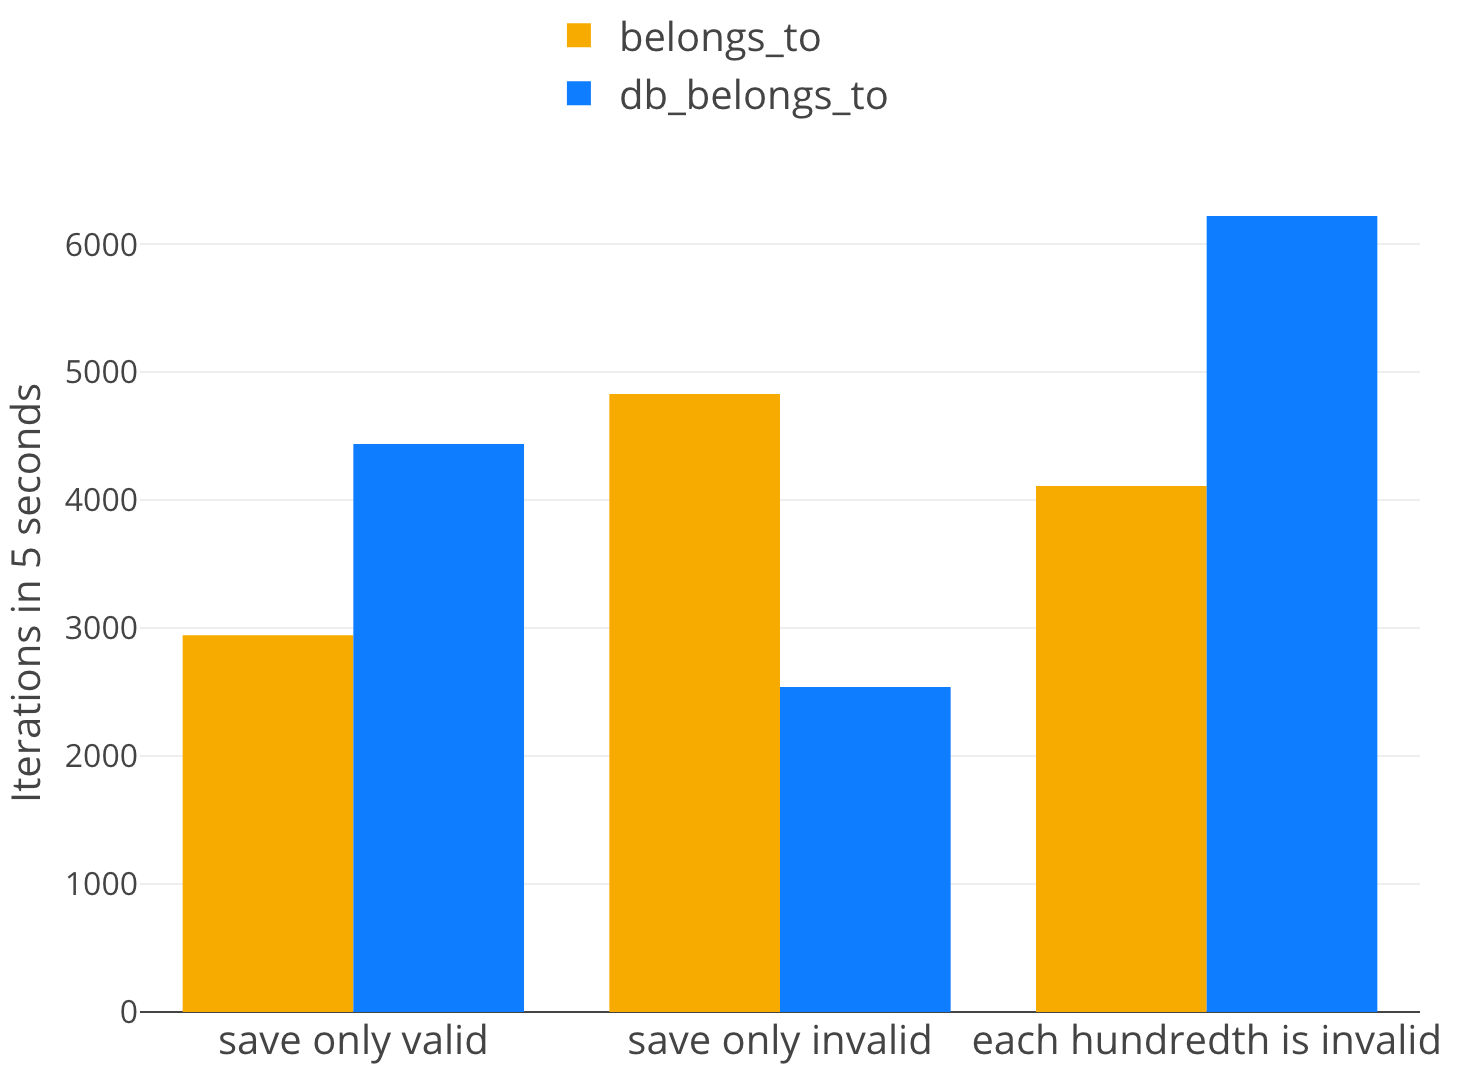 belongs_to
db_belongs_to
6000
5000
4000
3000
2000
1000
0
Iterations in 5 seconds
save only valid
save only invalid
each hundredth is invalid